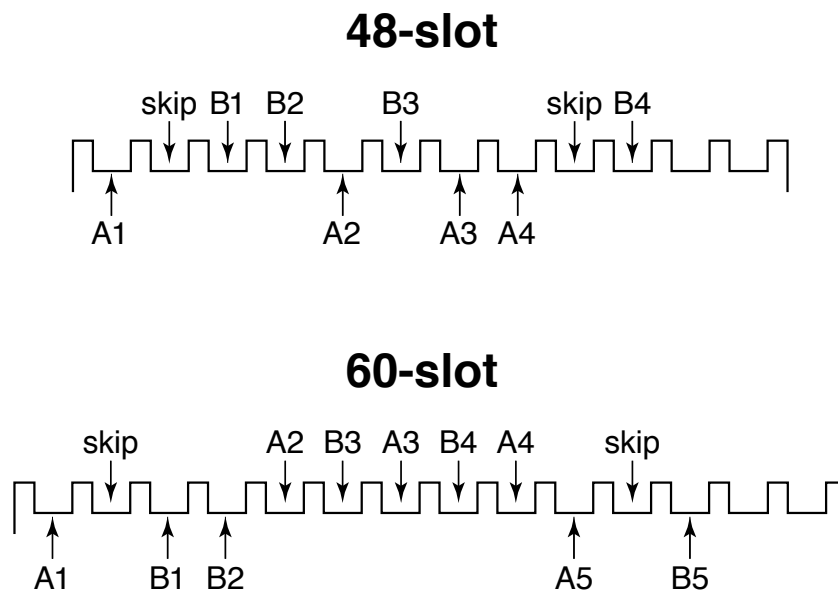 48-slot
skip B1 B2 B3 skip B4
A1 A2 A3 A4
60-slot
skip A2 B3 A3 B4 A4 skip
A1 B1 B2 A5 B5